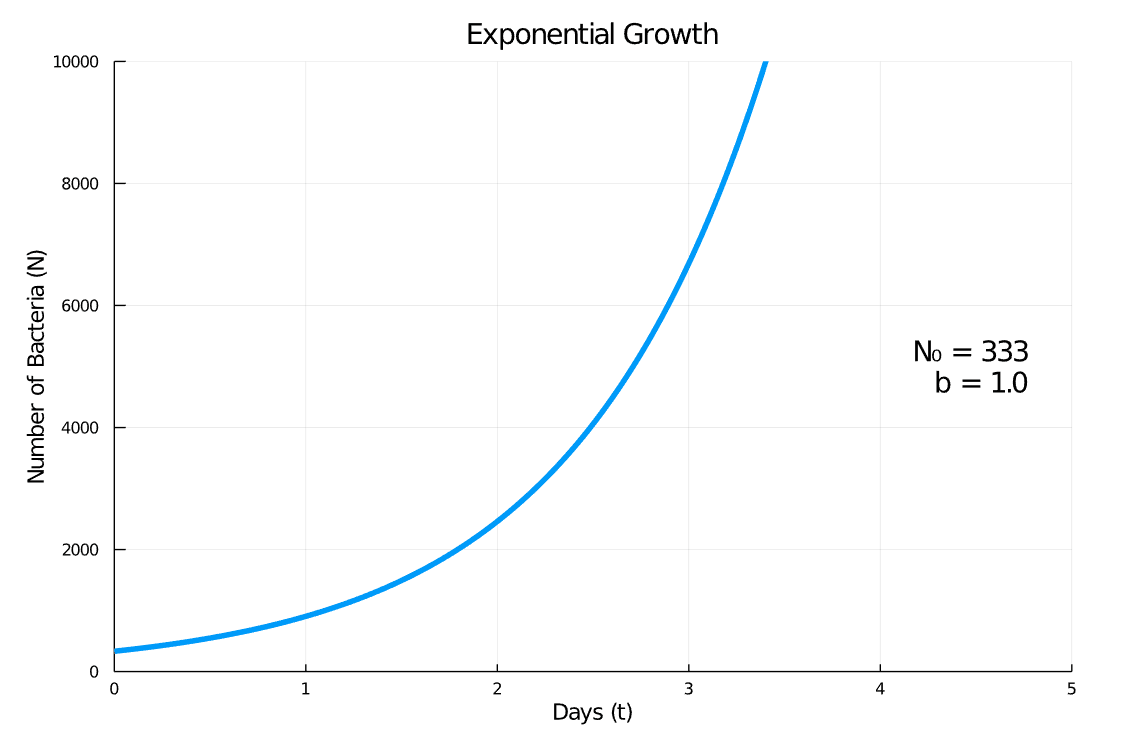 Exponential Growth
10000
8000
6000
4000
2000
0
Number of Bacteria (N)
N₀ = 333
b = 1.0
0 1 2 3 4 5
Days (t)